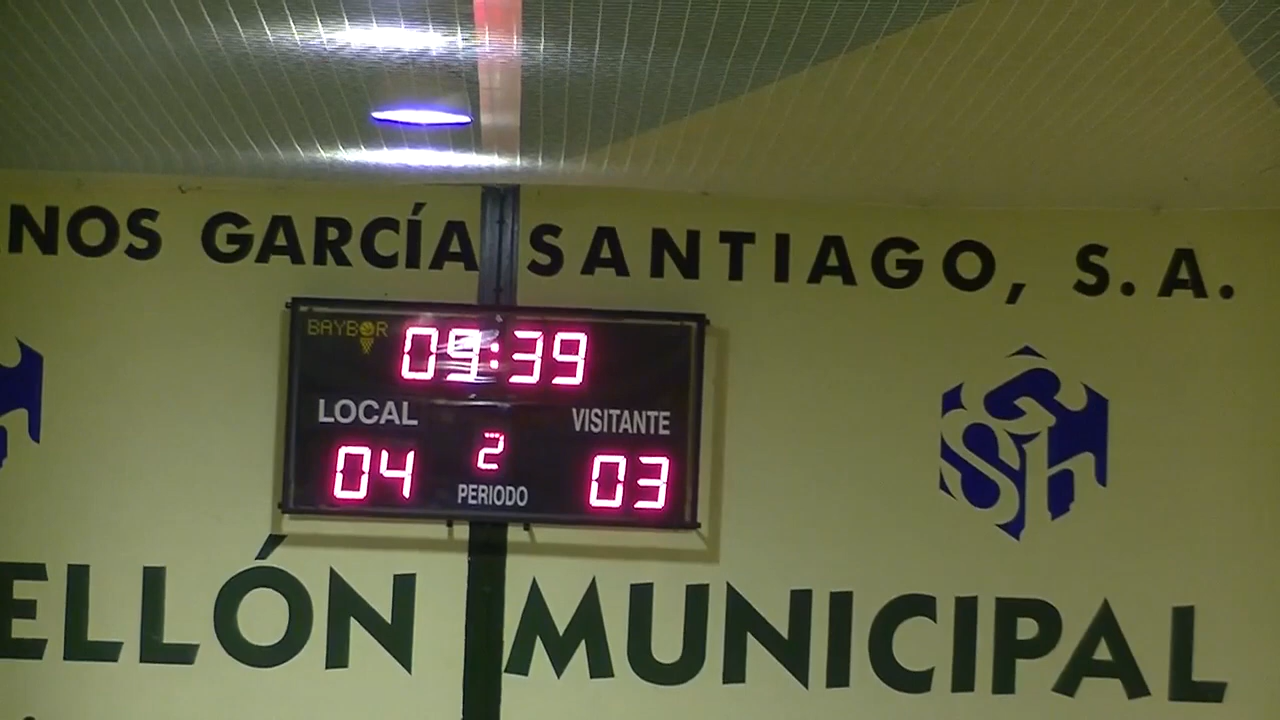 NOS GARCÍA SANTIAGO, S.A.
BAYBOR
09:39
LOCAL
VISITANTE
04
2
03
PERIODO
ELLÓN MUNICIPAL